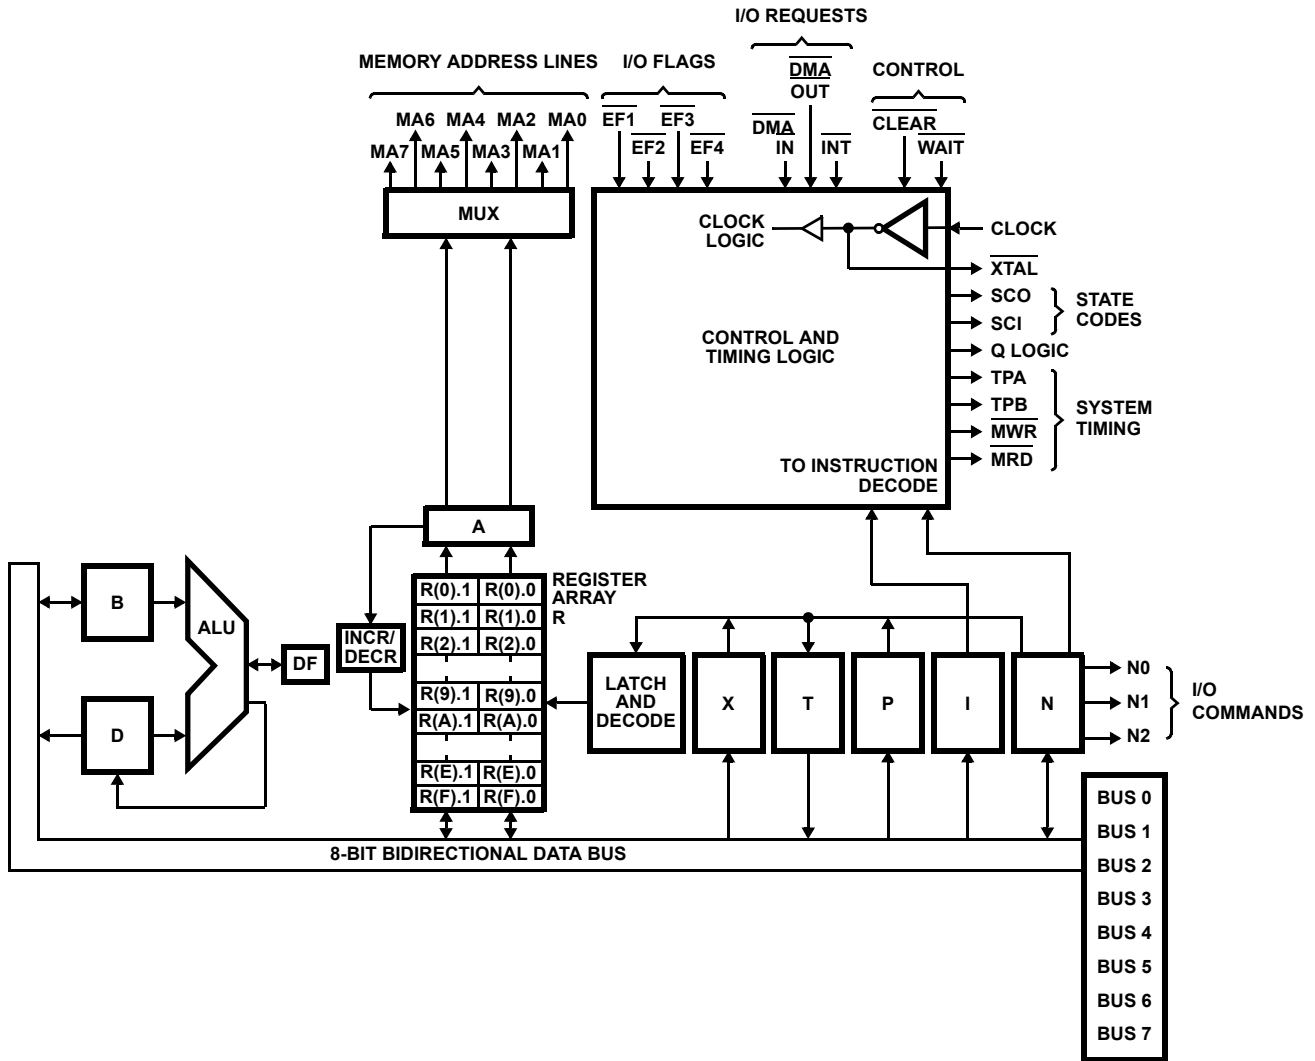 I/O REQUESTS
MEMORY ADDRESS LINES
I/O FLAGS
DMA
OUT
CONTROL
MA6 MA4 MA2 MA0
EF1 EF3
CLEAR
MA7 MA5 MA3 MA1
EF2 EF4
DMA
IN
INT
WAIT
MUX
CLOCK
LOGIC
CLOCK
XTAL
SCO
SCI
STATE
CODES
CONTROL AND
TIMING LOGIC
Q LOGIC
TPA
TPB
MWR
MRD
SYSTEM
TIMING
TO INSTRUCTION
DECODE
A
REGISTER
ARRAY
R
R(0).1 R(0).0
R(1).1 R(1).0
R(2).1 R(2).0
R(9).1 R(9).0
R(A).1 R(A).0
R(E).1 R(E).0
R(F).1 R(F).0
B
ALU
DF
INCR/
DECR
D
LATCH
AND
DECODE
X
T
P
I
N
N0
N1
N2
I/O
COMMANDS
8-BIT BIDIRECTIONAL DATA BUS
BUS 0
BUS 1
BUS 2
BUS 3
BUS 4
BUS 5
BUS 6
BUS 7